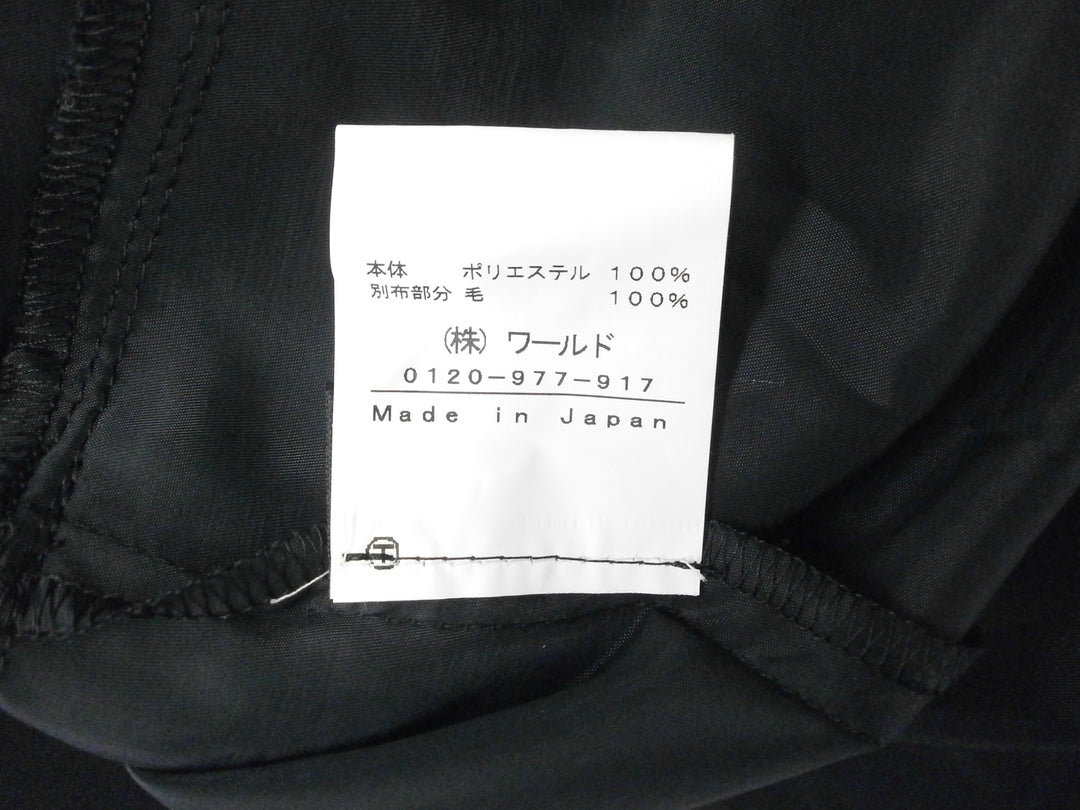 本体 ポリエステル 100%
別布部分 毛 100%
(株) ワールド
0120-977-917
Made in Japan